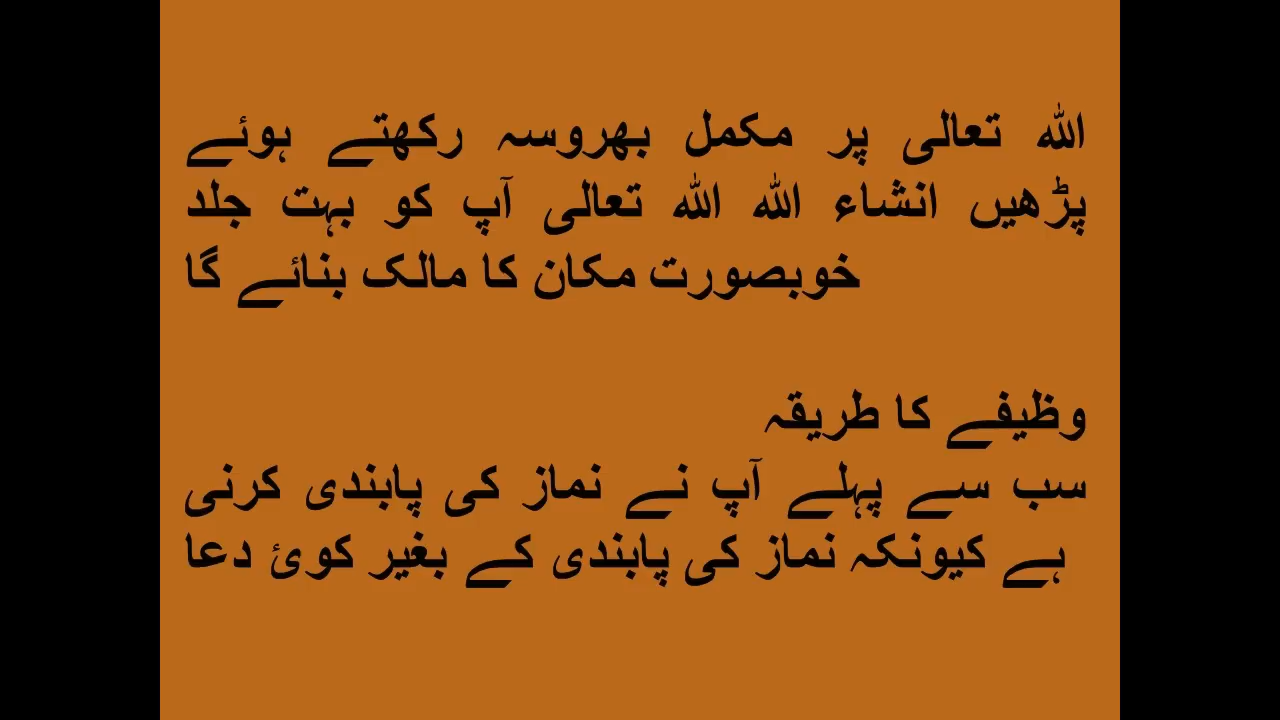 اللہ تعالی پر مکمل بھروسہ رکھتے ہوئے
پڑھیں انشاء اللہ اللہ تعالی آپ کو بہت جلد
خوبصورت مکان کا مالک بنائے گا
وظیفے کا طریقہ
سب سے پہلے آپ نے نماز کی پابندی کرنی
ہے کیونکہ نماز کی پابندی کے بغیر کوئ دعا